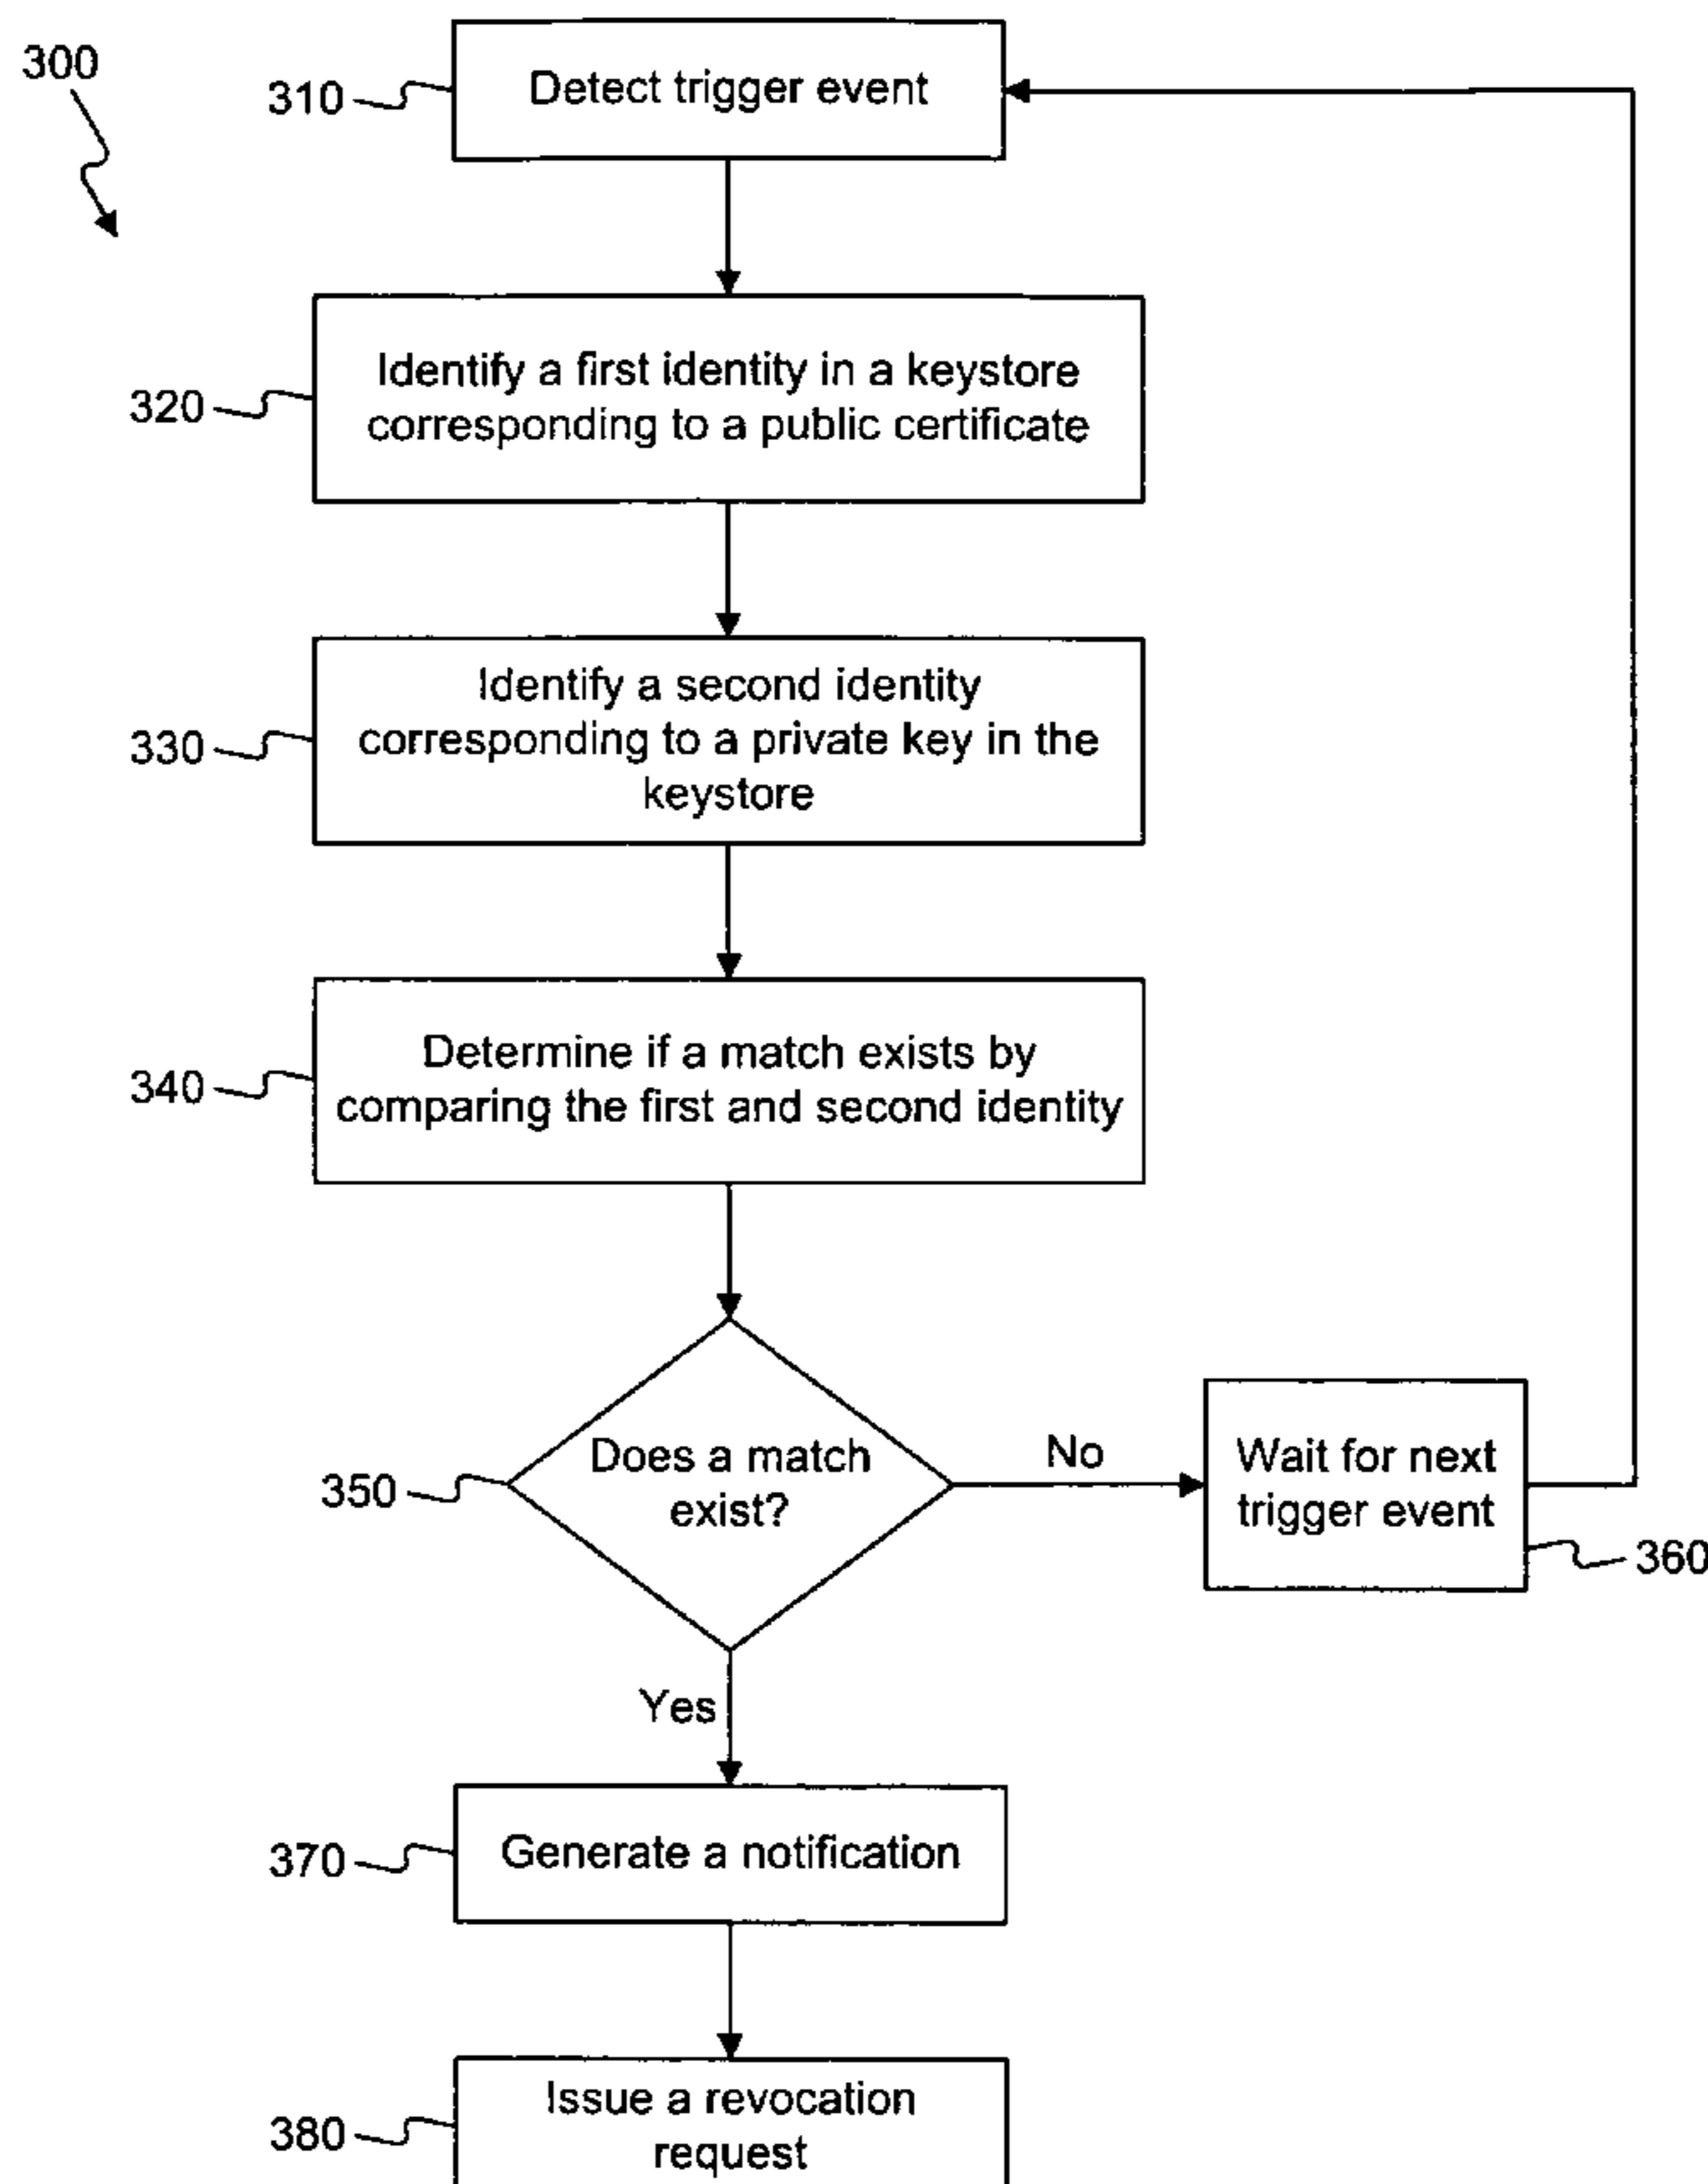 300
310
Detect trigger event
320
Identify a first identity in a keystore
corresponding to a public certificate
330
Identify a second identity
corresponding to a private key in the
keystore
340
Determine if a match exists by
comparing the first and second identity
350
Does a match
exist?
No
Wait for next
trigger event
360
Yes
370
Generate a notification
380
Issue a revocation
request